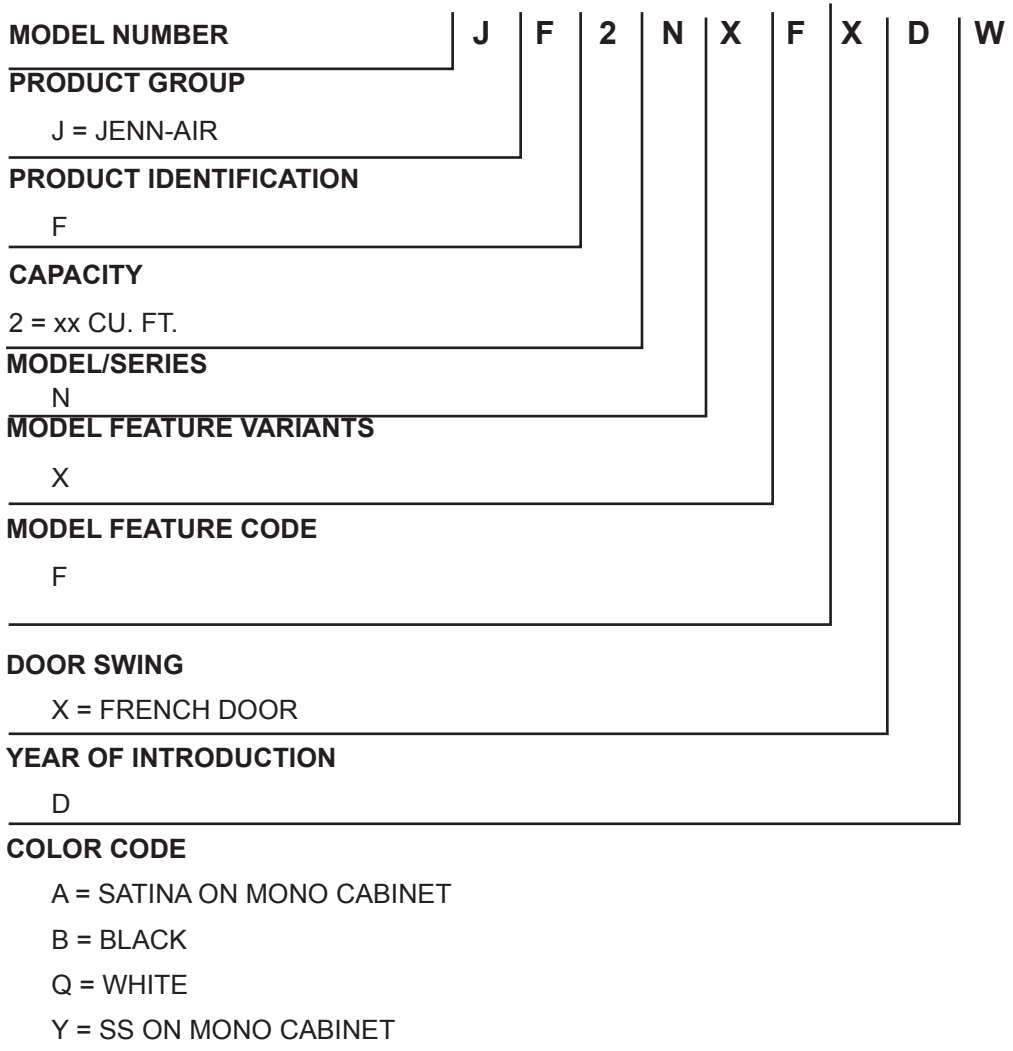 MODEL NUMBER J F 2 N X F X D W
PRODUCT GROUP
J = JENN-AIR
PRODUCT IDENTIFICATION
F
CAPACITY
2 = xx CU. FT.
MODEL/SERIES
N
MODEL FEATURE VARIANTS
X
MODEL FEATURE CODE
F
DOOR SWING
X = FRENCH DOOR
YEAR OF INTRODUCTION
D
COLOR CODE
A = SATINA ON MONO CABINET
B = BLACK
Q = WHITE
Y = SS ON MONO CABINET